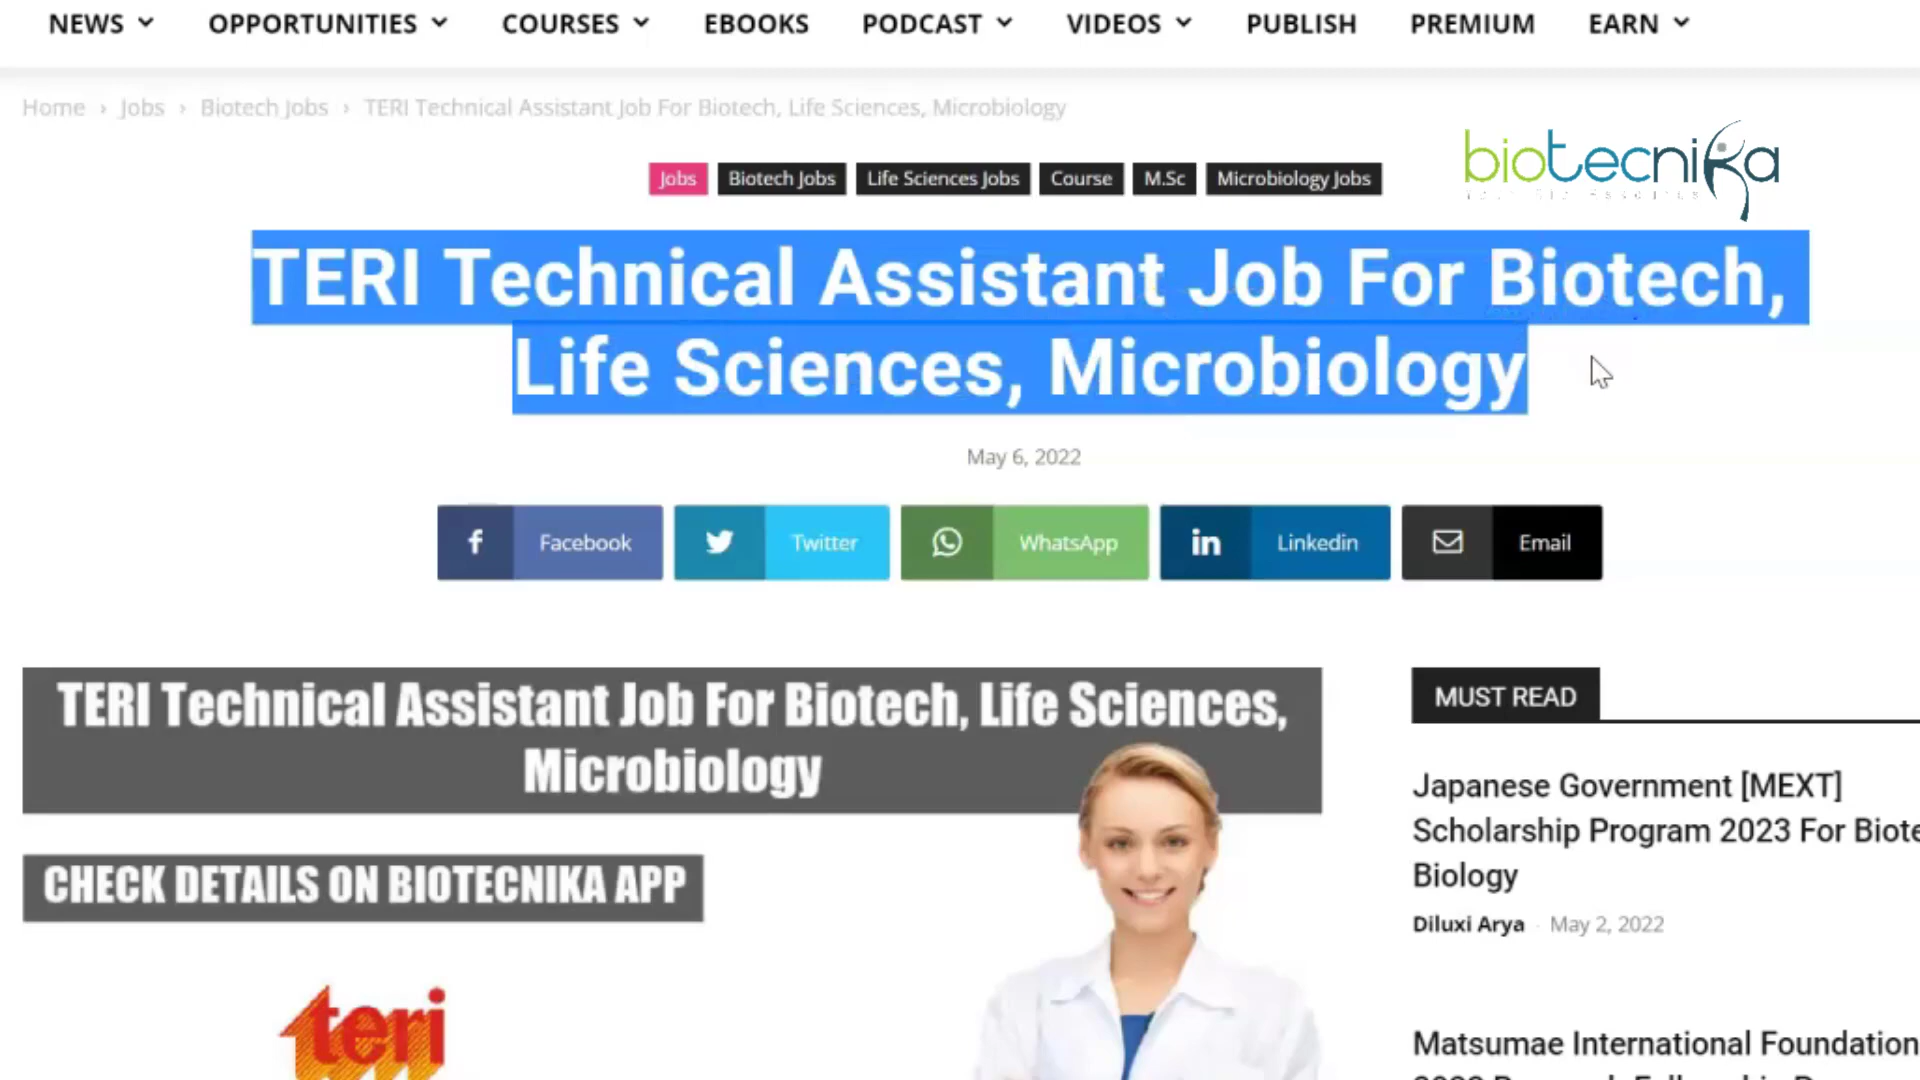 NEWS OPPORTUNITIES COURSES EBOOKS PODCAST VIDEOS PUBLISH PREMIUM EARN
Home › Jobs › Biotech Jobs › TERI Technical Assistant Job For Biotech, Life Sciences, Microbiology
biotecnika
Jobs Biotech Jobs Life Sciences Jobs Course M.Sc Microbiology Jobs
TERI Technical Assistant Job For Biotech,
Life Sciences, Microbiology
May 6, 2022
Facebook Twitter WhatsApp Linkedin Email
TERI Technical Assistant Job For Biotech, Life Sciences,
Microbiology
CHECK DETAILS ON BIOTECNIKA APP
teri
MUST READ
Japanese Government [MEXT]
Scholarship Program 2023 For Biote
Biology
Diluxi Arya - May 2, 2022
Matsumae International Foundation